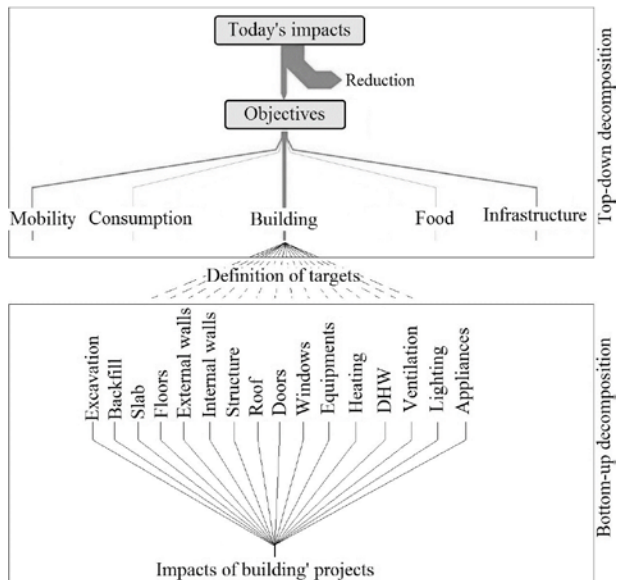 Today's impacts
Reduction
Objectives
Mobility
Consumption
Building
Food
Infrastructure
Top-down decomposition
Definition of targets
Excavation
Backfill
Slab
Floors
External walls
Internal walls
Structure
Roof
Doors
Windows
Equipments
Heating
DHW
Ventilation
Lighting
Appliances
Bottom-up decomposition
Impacts of building' projects